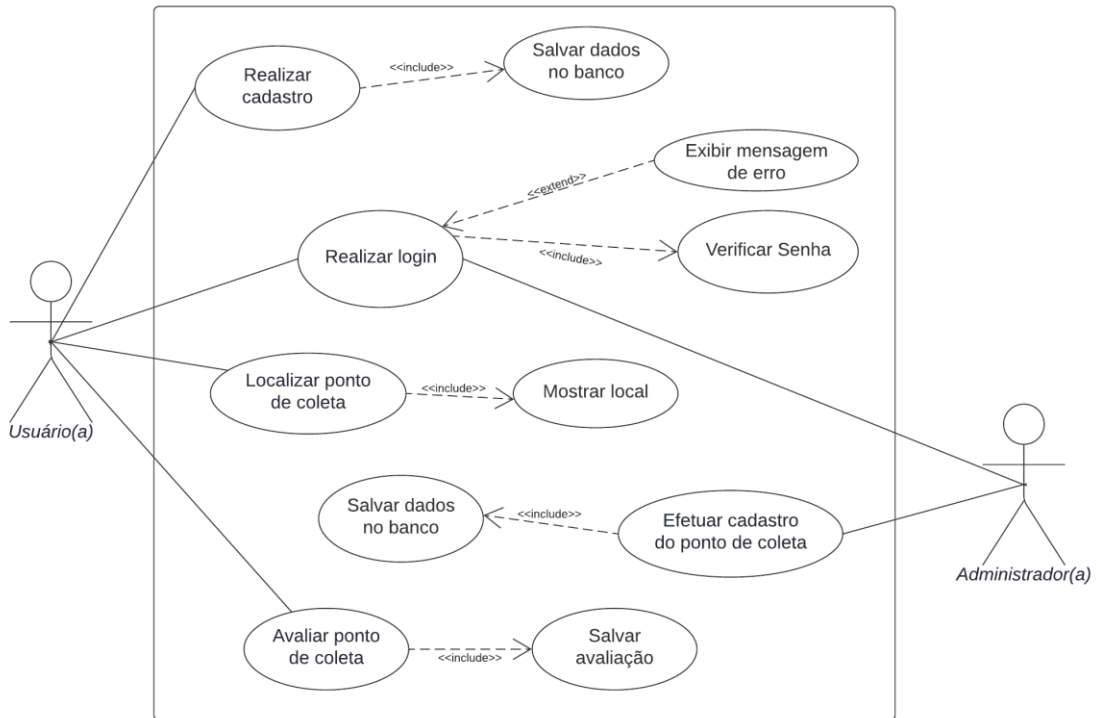 Realizar
cadastro
<<include>>
Salvar dados
no banco
Exibir mensagem
de erro
<<extend>>
Realizar login
<<include>>
Verificar Senha
Usuário(a)
Localizar ponto
de coleta
<<include>>
Mostrar local
Salvar dados
no banco
<<include>>
Efetuar cadastro
do ponto de coleta
Administrador(a)
Avaliar ponto
de coleta
<<include>>
Salvar
avaliação